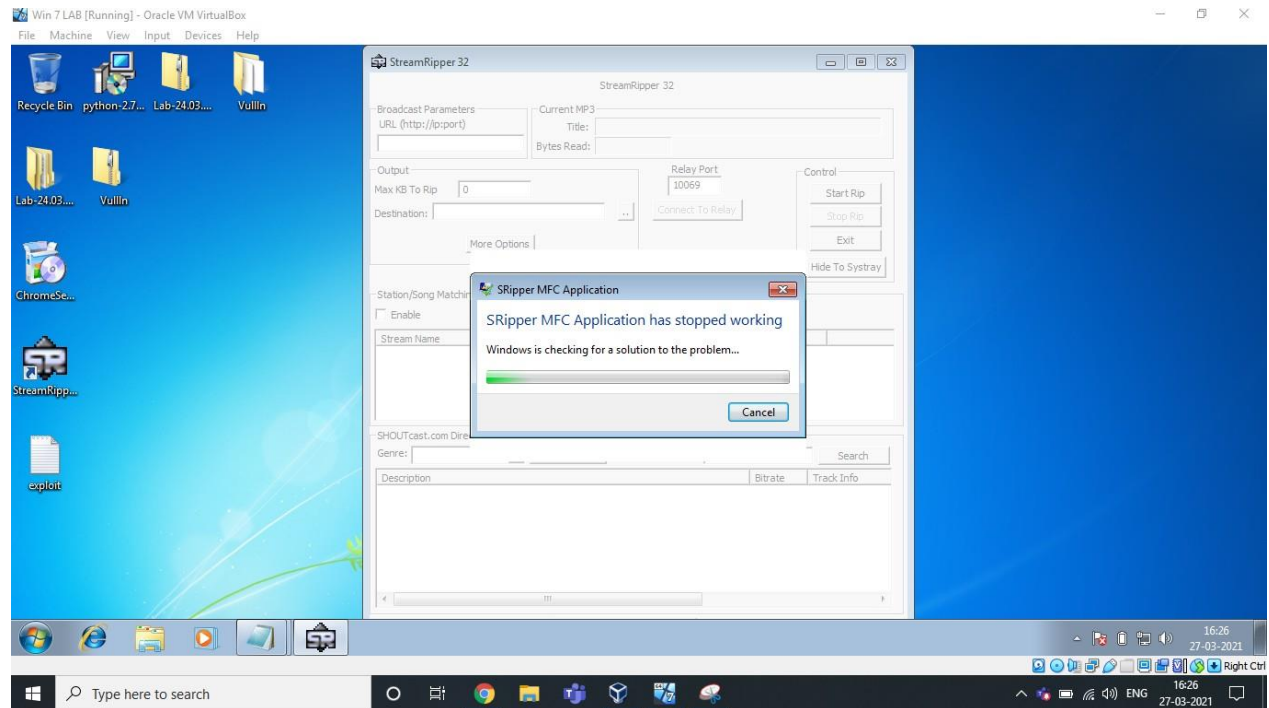 Win 7 LAB [Running] - Oracle VM VirtualBox
File Machine View Input Devices Help
Recycle Bin
python-2.7...
Lab-24.03....
Vulln
Lab-24.03....
Vulln
ChromeSe...
StreamRipp...
exploit
StreamRipper 32
StreamRipper 32
Broadcast Parameters
URL (http://ip:port)
Current MP3
Title:
Bytes Read:
Output
Max KB To Rip 0
Destination:
..
More Options
Relay Port
10069
Connect To Relay
Control
Start Rip
Stop Rip
Exit
Hide To Systray
Station/Song Matchin
Enable
Stream Name
SRipper MFC Application
SRipper MFC Application has stopped working
Windows is checking for a solution to the problem...
Cancel
SHOUTcast.com Dire
Genre:
Search
Description Bitrate Track Info
16:26
27-03-2021
Right Ctrl
Type here to search
ENG
16:26
27-03-2021